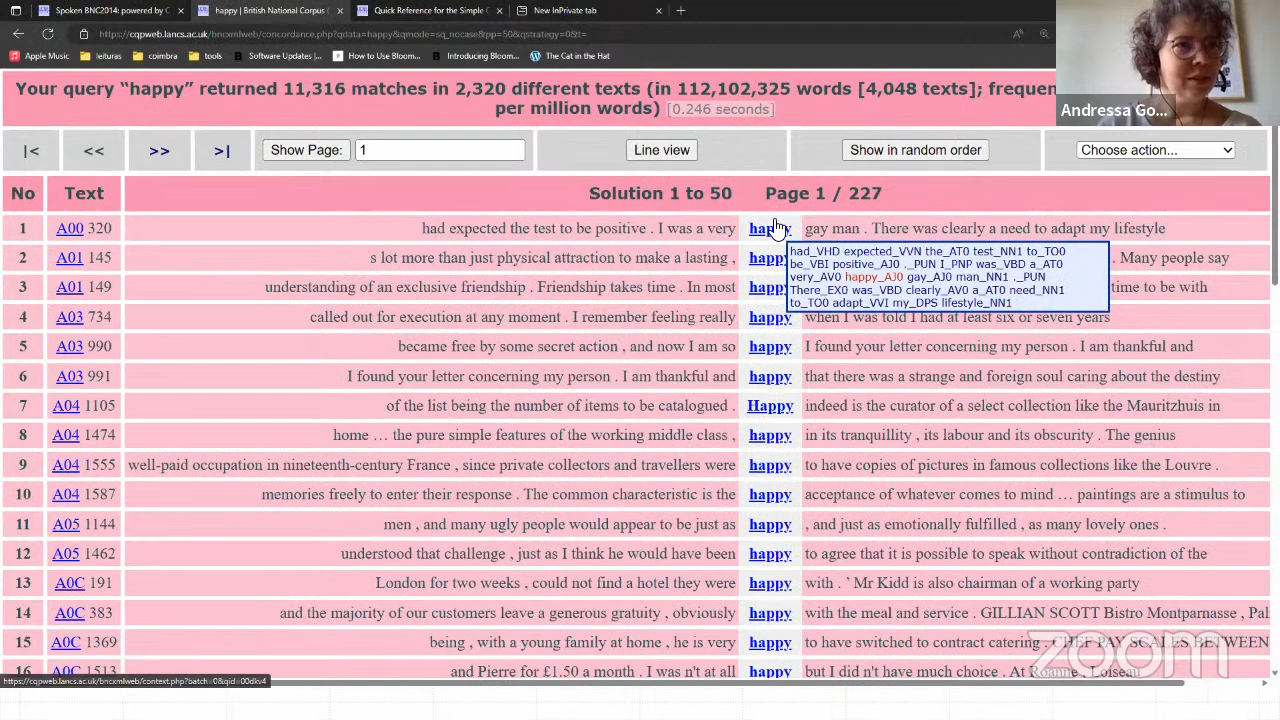 Spoken BNC2014: powered by C
happy | British National Corpus (
Quick Reference for the Simple Q
New InPrivate tab
https://cqpweb.lancs.ac.uk/bncxmlweb/concordance.php?qdata=happy&qmode=sq_nocase&pp=50&qstrategy=0&t=
Apple Music leituras coimbra tools Software Updates |... How to Use Bloom... Introducing Bloom... The Cat in the Hat
Your query “happy” returned 11,316 matches in 2,320 different texts (in 112,102,325 words [4,048 texts]; frequen
per million words) [0.246 seconds]
Andressa Go...
|< << >> >| Show Page: 1 Line view Show in random order Choose action...
No Text Solution 1 to 50 Page 1 / 227
1 A00 320 had expected the test to be positive . I was a very happy gay man . There was clearly a need to adapt my lifestyle
had_VHD expected_VVN the_AT0 test_NN1 to_TO0
be_VBI positive_AJ0 ._PUN I_PNP was_VBD a_AT0
very_AV0 happy_AJ0 gay_AJ0 man_NN1 ._PUN
There_EX0 was_VBD clearly_AV0 a_AT0 need_NN1
to_TO0 adapt_VVI my_DPS lifestyle_NN1
2 A01 145 s lot more than just physical attraction to make a lasting , happy . Many people say
3 A01 149 understanding of an exclusive friendship . Friendship takes time . In most happy time to be with
4 A03 734 called out for execution at any moment . I remember feeling really happy when I was told I had at least six or seven years
5 A03 990 became free by some secret action , and now I am so happy I found your letter concerning my person . I am thankful and
6 A03 991 I found your letter concerning my person . I am thankful and happy that there was a strange and foreign soul caring about the destiny
7 A04 1105 of the list being the number of items to be catalogued . Happy indeed is the curator of a select collection like the Mauritzhuis in
8 A04 1474 home … the pure simple features of the working middle class , happy in its tranquillity , its labour and its obscurity . The genius
9 A04 1555 well-paid occupation in nineteenth-century France , since private collectors and travellers were happy to have copies of pictures in famous collections like the Louvre .
10 A04 1587 memories freely to enter their response . The common characteristic is the happy acceptance of whatever comes to mind … paintings are a stimulus to
11 A05 1144 men , and many ugly people would appear to be just as happy , and just as emotionally fulfilled , as many lovely ones .
12 A05 1462 understood that challenge , just as I think he would have been happy to agree that it is possible to speak without contradiction of the
13 A0C 191 London for two weeks , could not find a hotel they were happy with . ` Mr Kidd is also chairman of a working party
14 A0C 383 and the majority of our customers leave a generous gratuity , obviously happy with the meal and service . GILLIAN SCOTT Bistro Montparnasse , Pal
15 A0C 1369 being , with a young family at home , he is very happy to have switched to contract catering . CHEF PAY SCALES BETWEEN
16 A0C 1513 and Pierre for £1.50 a month . I was n't at all happy but I did n't have much choice . At Roanne , Loiseau
https://cqpweb.lancs.ac.uk/bncxmlweb/context.php?batch=0&qid=00dkv4
zoom